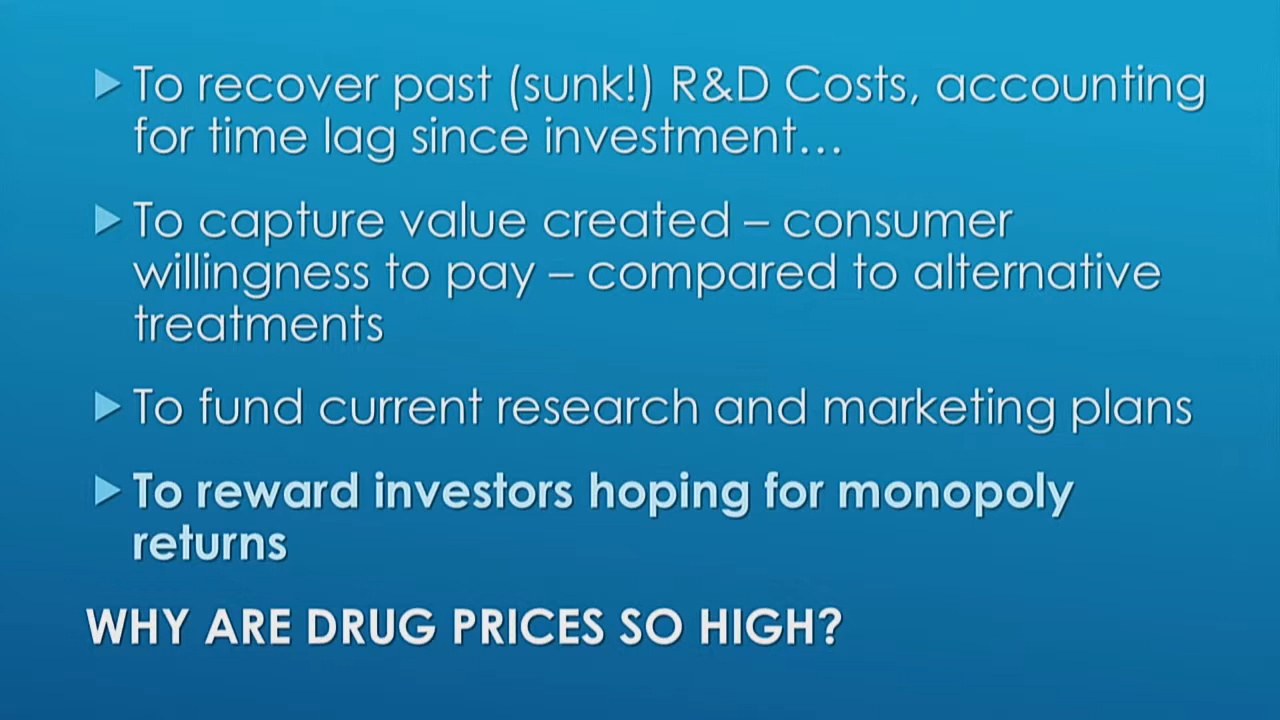 To recover past (sunk!) R&D Costs, accounting
for time lag since investment...
To capture value created – consumer
willingness to pay – compared to alternative
treatments
To fund current research and marketing plans
To reward investors hoping for monopoly
returns
WHY ARE DRUG PRICES SO HIGH?